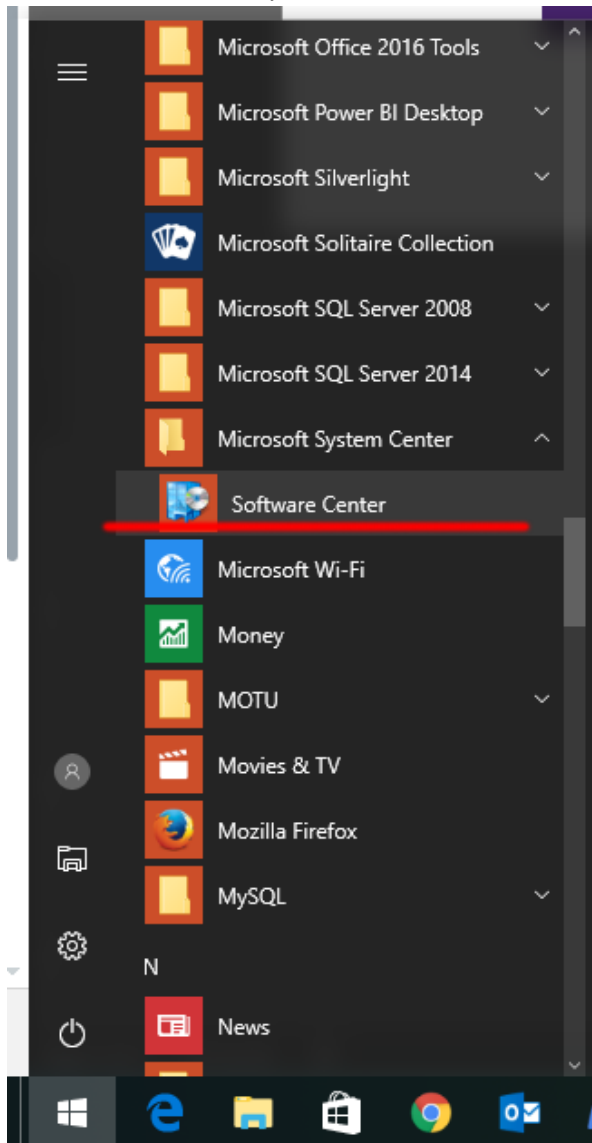 Microsoft Office 2016 Tools
Microsoft Power BI Desktop
Microsoft Silverlight
Microsoft Solitaire Collection
Microsoft SQL Server 2008
Microsoft SQL Server 2014
Microsoft System Center
Software Center
Microsoft Wi-Fi
Money
MOTU
Movies & TV
Mozilla Firefox
MySQL
N
News